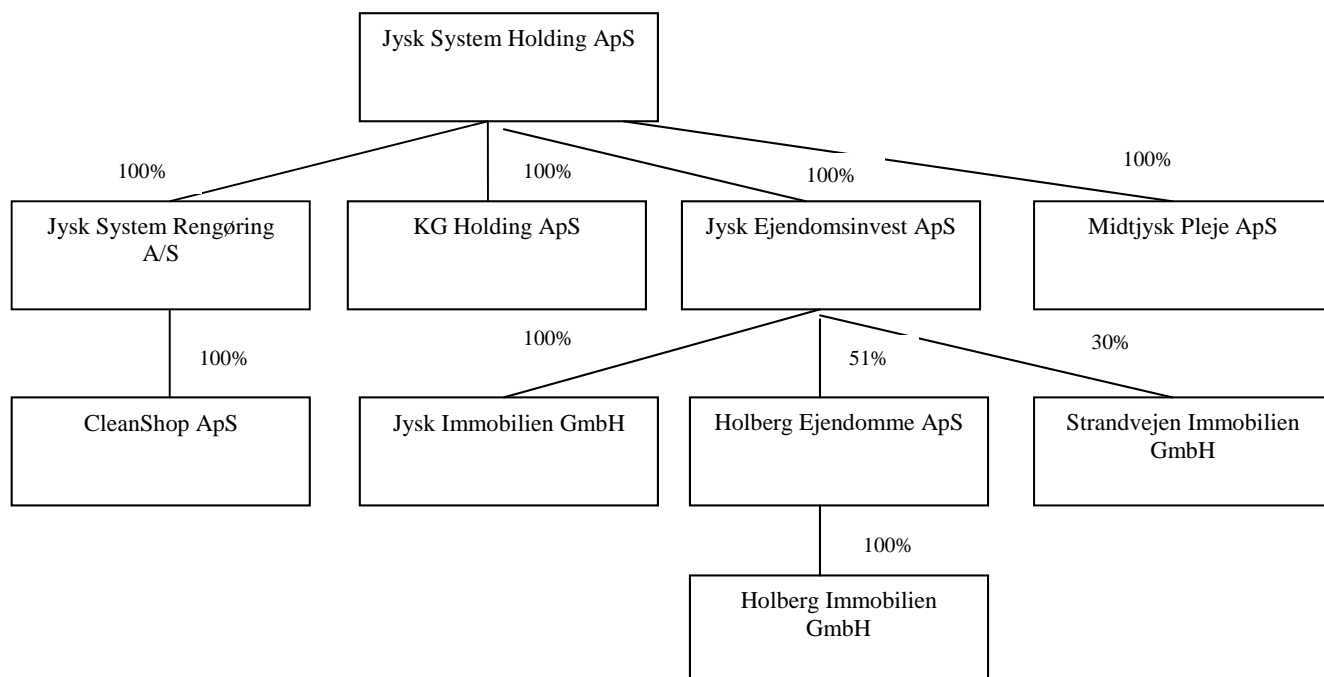 Jysk System Holding ApS
100%
100%
100%
100%
Jysk System Rengøring
A/S
KG Holding ApS
Jysk Ejendomsinvest ApS
Midtjysk Pleje ApS
100%
100%
51%
30%
CleanShop ApS
Jysk Immobilien GmbH
Holberg Ejendomme ApS
Strandvejen Immobilien
GmbH
100%
Holberg Immobilien
GmbH